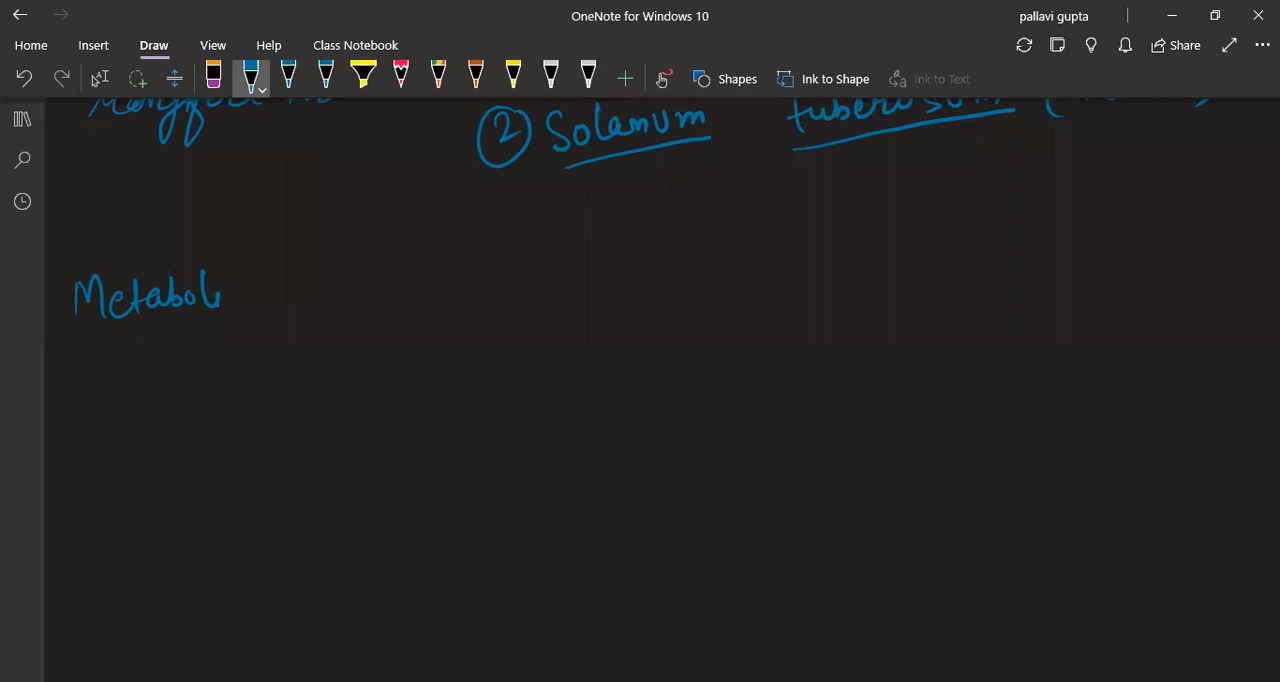 OneNote for Windows 10
pallavi gupta
Home Insert Draw View Help Class Notebook
Share
Shapes Ink to Shape Ink to Text
② Solanum tuberosum (
Metabol